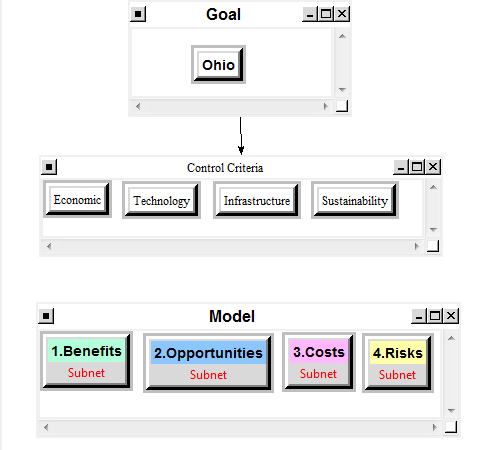 Goal
Ohio
Control Criteria
Economic
Technology
Infrastructure
Sustainability
Model
1.Benefits
Subnet
2.Opportunities
Subnet
3.Costs
Subnet
4.Risks
Subnet